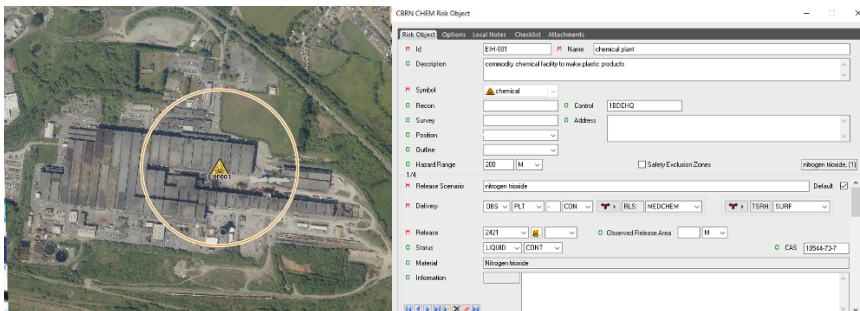 CBRN CHEM Risk Object
Risk Object Options Local Notes Checklist Attachments
M Id EIH-001 M Name chemical plant
O Description commodity chemical facility to make plastic products
M Symbol chemical
O Recon O Control 1BDEHQ
O Survey O Address
O Position
O Outline
O Hazard Range 200 M Safety Exclusion Zones nitrogen trioxide, (1)
1/4
M Release Scenario nitrogen trioxide Default
M Delivery OBS PLT - CON RLS: MEDCHEM TSRH: SURF
M Release 2421 O Observed Release Area M
O Status LIQUID CONT O CAS 10544-73-7
O Material Nitrogen trioxide
O Information
EIH001